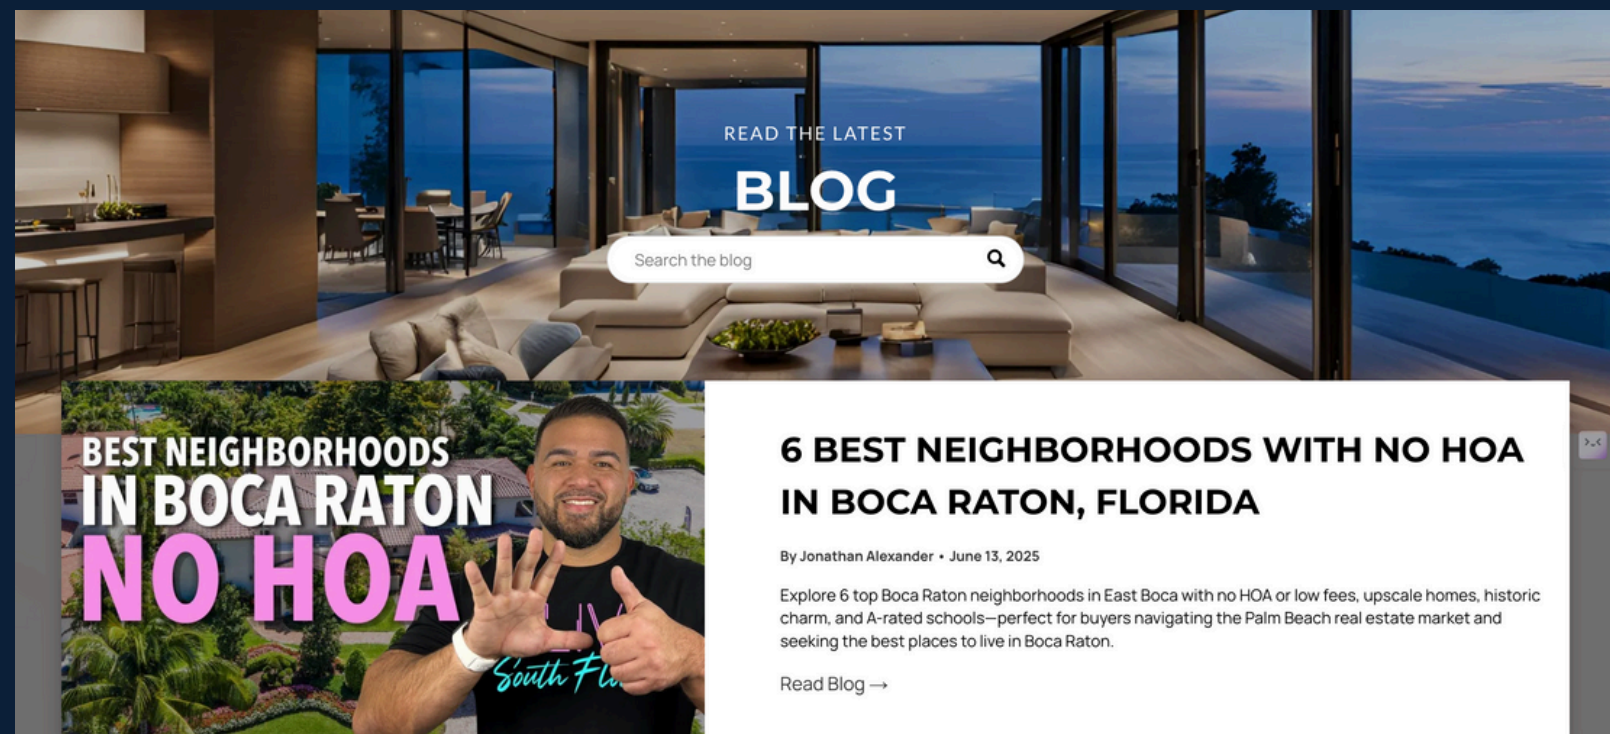 READ THE LATEST
BLOG
Search the blog
BEST NEIGHBORHOODS
IN BOCA RATON
NO HOA
South
6 BEST NEIGHBORHOODS WITH NO HOA
IN BOCA RATON, FLORIDA
By Jonathan Alexander • June 13, 2025
Explore 6 top Boca Raton neighborhoods in East Boca with no HOA or low fees, upscale homes, historic
charm, and A-rated schools—perfect for buyers navigating the Palm Beach real estate market and
seeking the best places to live in Boca Raton.
Read Blog →